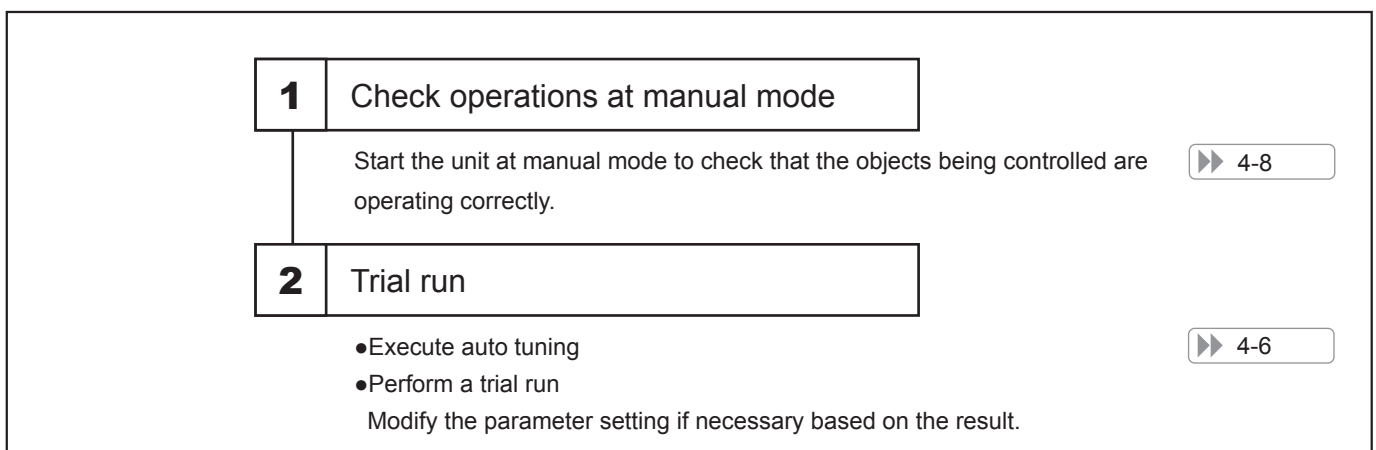 1 Check operations at manual mode
Start the unit at manual mode to check that the objects being controlled are 4-8
operating correctly.
2 Trial run
●Execute auto tuning 4-6
●Perform a trial run
Modify the parameter setting if necessary based on the result.